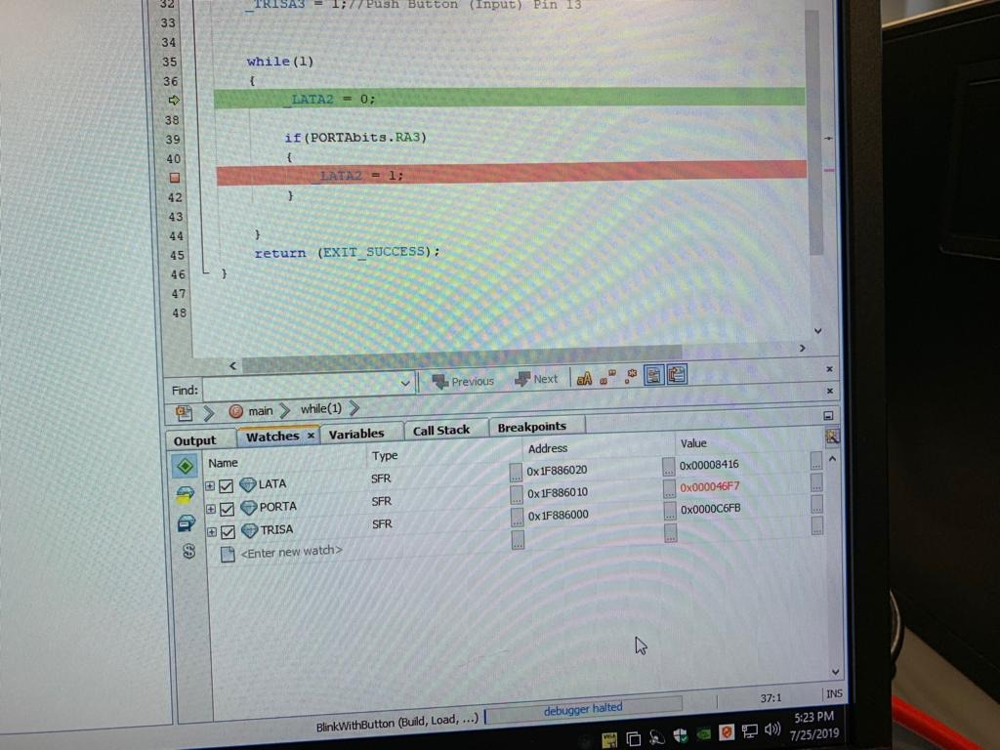 32 _TRISA3 = 1;//Push Button (Input) Pin 13
33
34
35 while(1)
36 {
_LATA2 = 0;
38
39 if(PORTAbits.RA3)
40 {
_LATA2 = 1;
42 }
43
44 }
45 return (EXIT_SUCCESS);
46 }
47
48
Find: Previous Next
main while(1)
Output Watches Variables Call Stack Breakpoints
Name Type Address Value
LATA SFR 0x1F886020 0x00008416
PORTA SFR 0x1F886010 0x000046F7
TRISA SFR 0x1F886000 0x0000C6FB
<Enter new watch>
BlinkWithButton (Build, Load, ...) debugger halted 37:1 INS
5:23 PM
7/25/2019